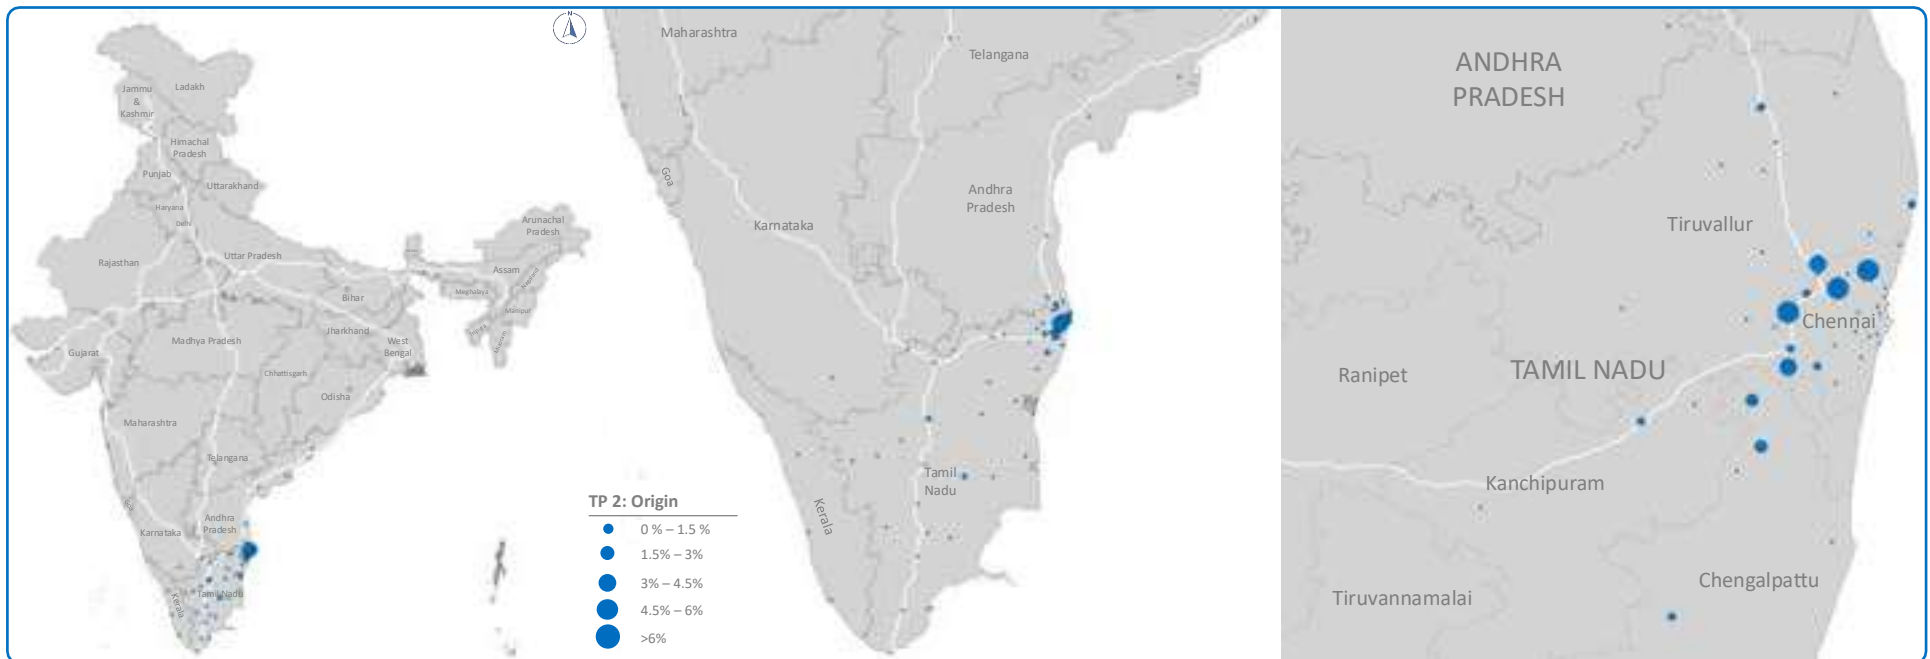 Ladakh
Jammu
&
Kashmir
Himachal
Pradesh
Punjab
Uttarakhand
Haryana
Delhi
Rajasthan
Uttar Pradesh
Arunachal
Pradesh
Assam
Nagaland
Meghalaya
Manipur
Bihar
Tripura
Mizoram
Jharkhand
West
Bengal
Gujarat
Madhya Pradesh
Chhattisgarh
Odisha
Maharashtra
Telangana
Goa
Karnataka
Andhra
Pradesh
Tamil Nadu
Kerala
N
Maharashtra
Telangana
Goa
Karnataka
Andhra
Pradesh
Tamil
Nadu
Kerala
TP 2: Origin
0 % – 1.5 %
1.5% – 3%
3% – 4.5%
4.5% – 6%
>6%
ANDHRA
PRADESH
Tiruvallur
Chennai
Ranipet
TAMIL NADU
Kanchipuram
Chengalpattu
Tiruvannamalai